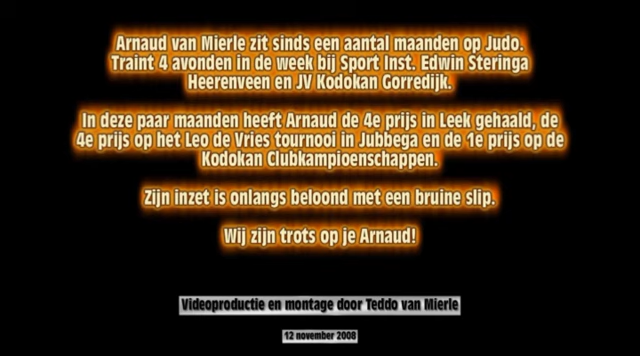 Arnaud van Mierle zit sinds een aantal maanden op Judo.
Traint 4 avonden in de week bij Sport Inst. Edwin Steringa
Heerenveen en JV Kodokan Gorredijk.
In deze paar maanden heeft Arnaud de 4e prijs in Leek gehaald, de
4e prijs op het Leo de Vries tournooi in Jubbega en de 1e prijs op de
Kodokan Clubkampioenschappen.
Zijn inzet is onlangs beloond met een bruine slip.
Wij zijn trots op je Arnaud!
Videoproductie en montage door Teddo van Mierle
12 november 2008